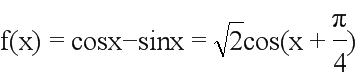 f(x) = cosx−sinx = √2cos(x + π/4)